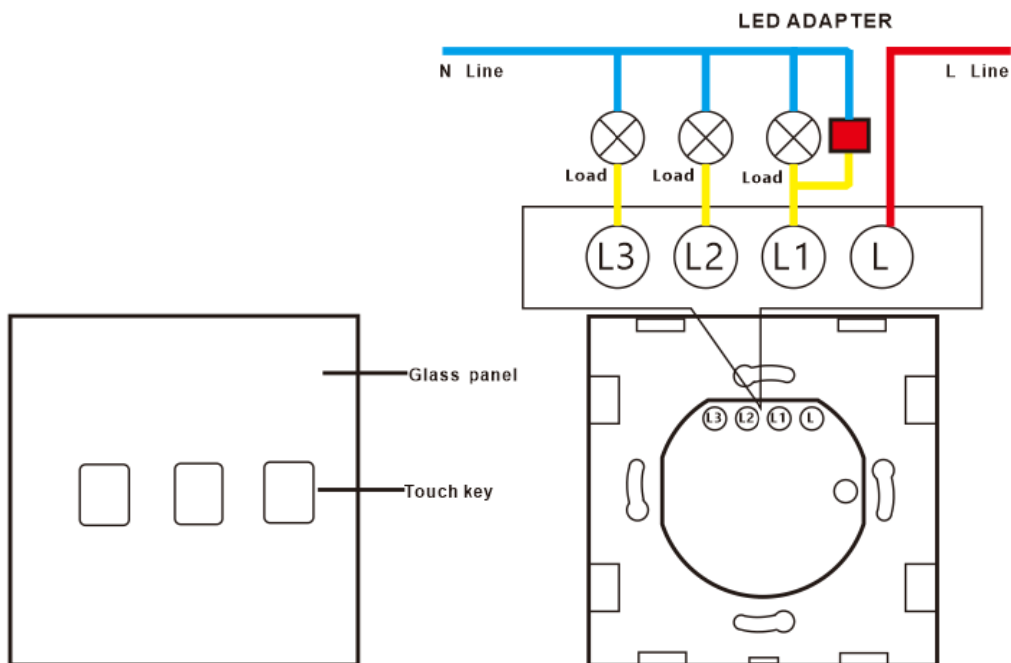 LED ADAPTER
N Line
L Line
Load
Load
Load
L3
L2
L1
L
Glass panel
L3
L2
L1
L
Touch key